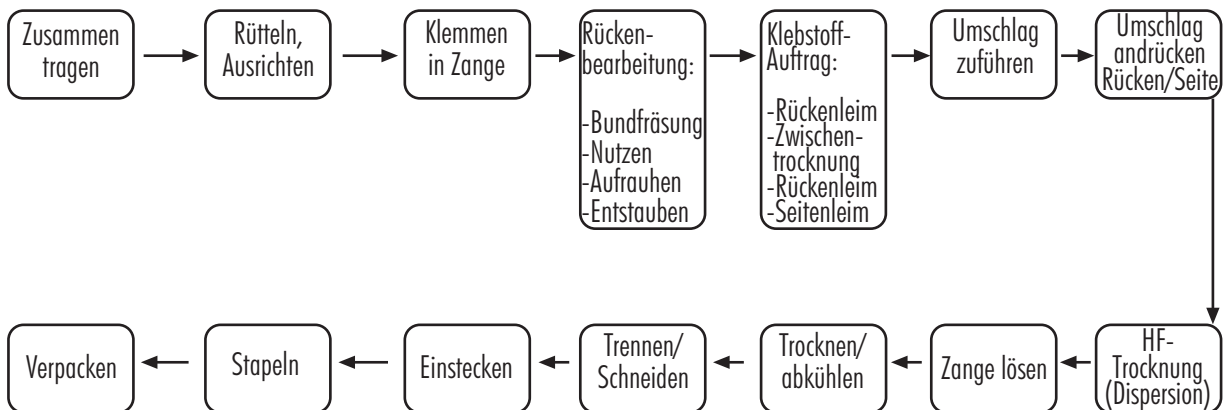 Zusammen
tragen
Rütteln,
Ausrichten
Klemmen
in Zange
Rücken-
bearbeitung:
-Bundfräsung
-Nutzen
-Aufrauhen
-Entstauben
Klebstoff-
Auftrag:
-Rückenleim
-Zwischen-
trocknung
-Rückenleim
-Seitenleim
Umschlag
zuführen
Umschlag
andrücken
Rücken/Seite
HF-
Trocknung
(Dispersion)
Zange lösen
Trocknen/
abkühlen
Trennen/
Schneiden
Einstecken
Stapeln
Verpacken